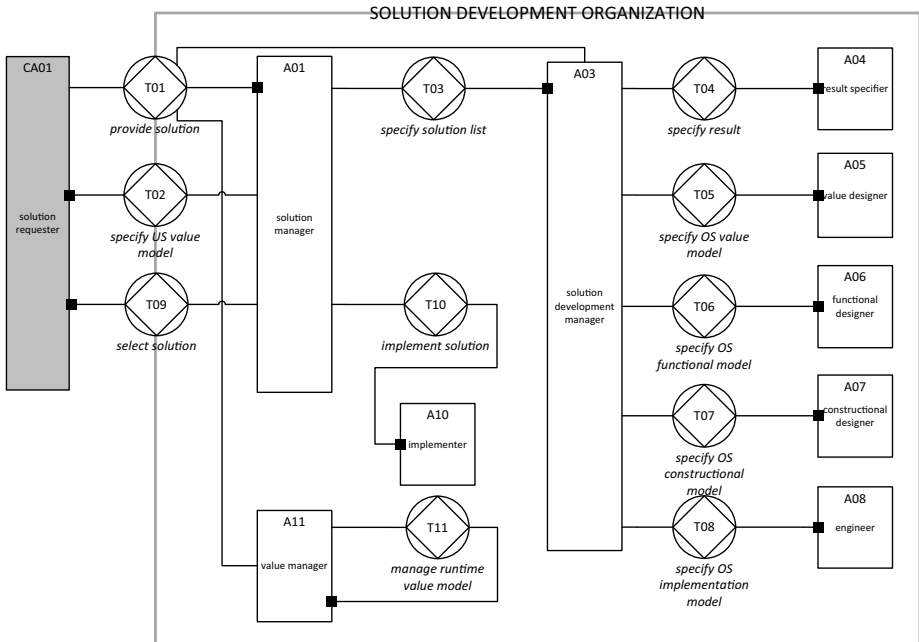 SOLUTION DEVELOPMENT ORGANIZATION
CA01
solution
requester
T01
provide solution
T02
specify US value
model
T09
select solution
A01
solution
manager
T03
specify solution list
T10
implement solution
A10
implementer
A11
value manager
T11
manage runtime
value model
A03
solution
development
manager
T04
specify result
T05
specify OS value
model
T06
specify OS
functional model
T07
specify OS
constructional
model
T08
specify OS
implementation
model
A04
result specifier
A05
value designer
A06
functional
designer
A07
constructional
designer
A08
engineer